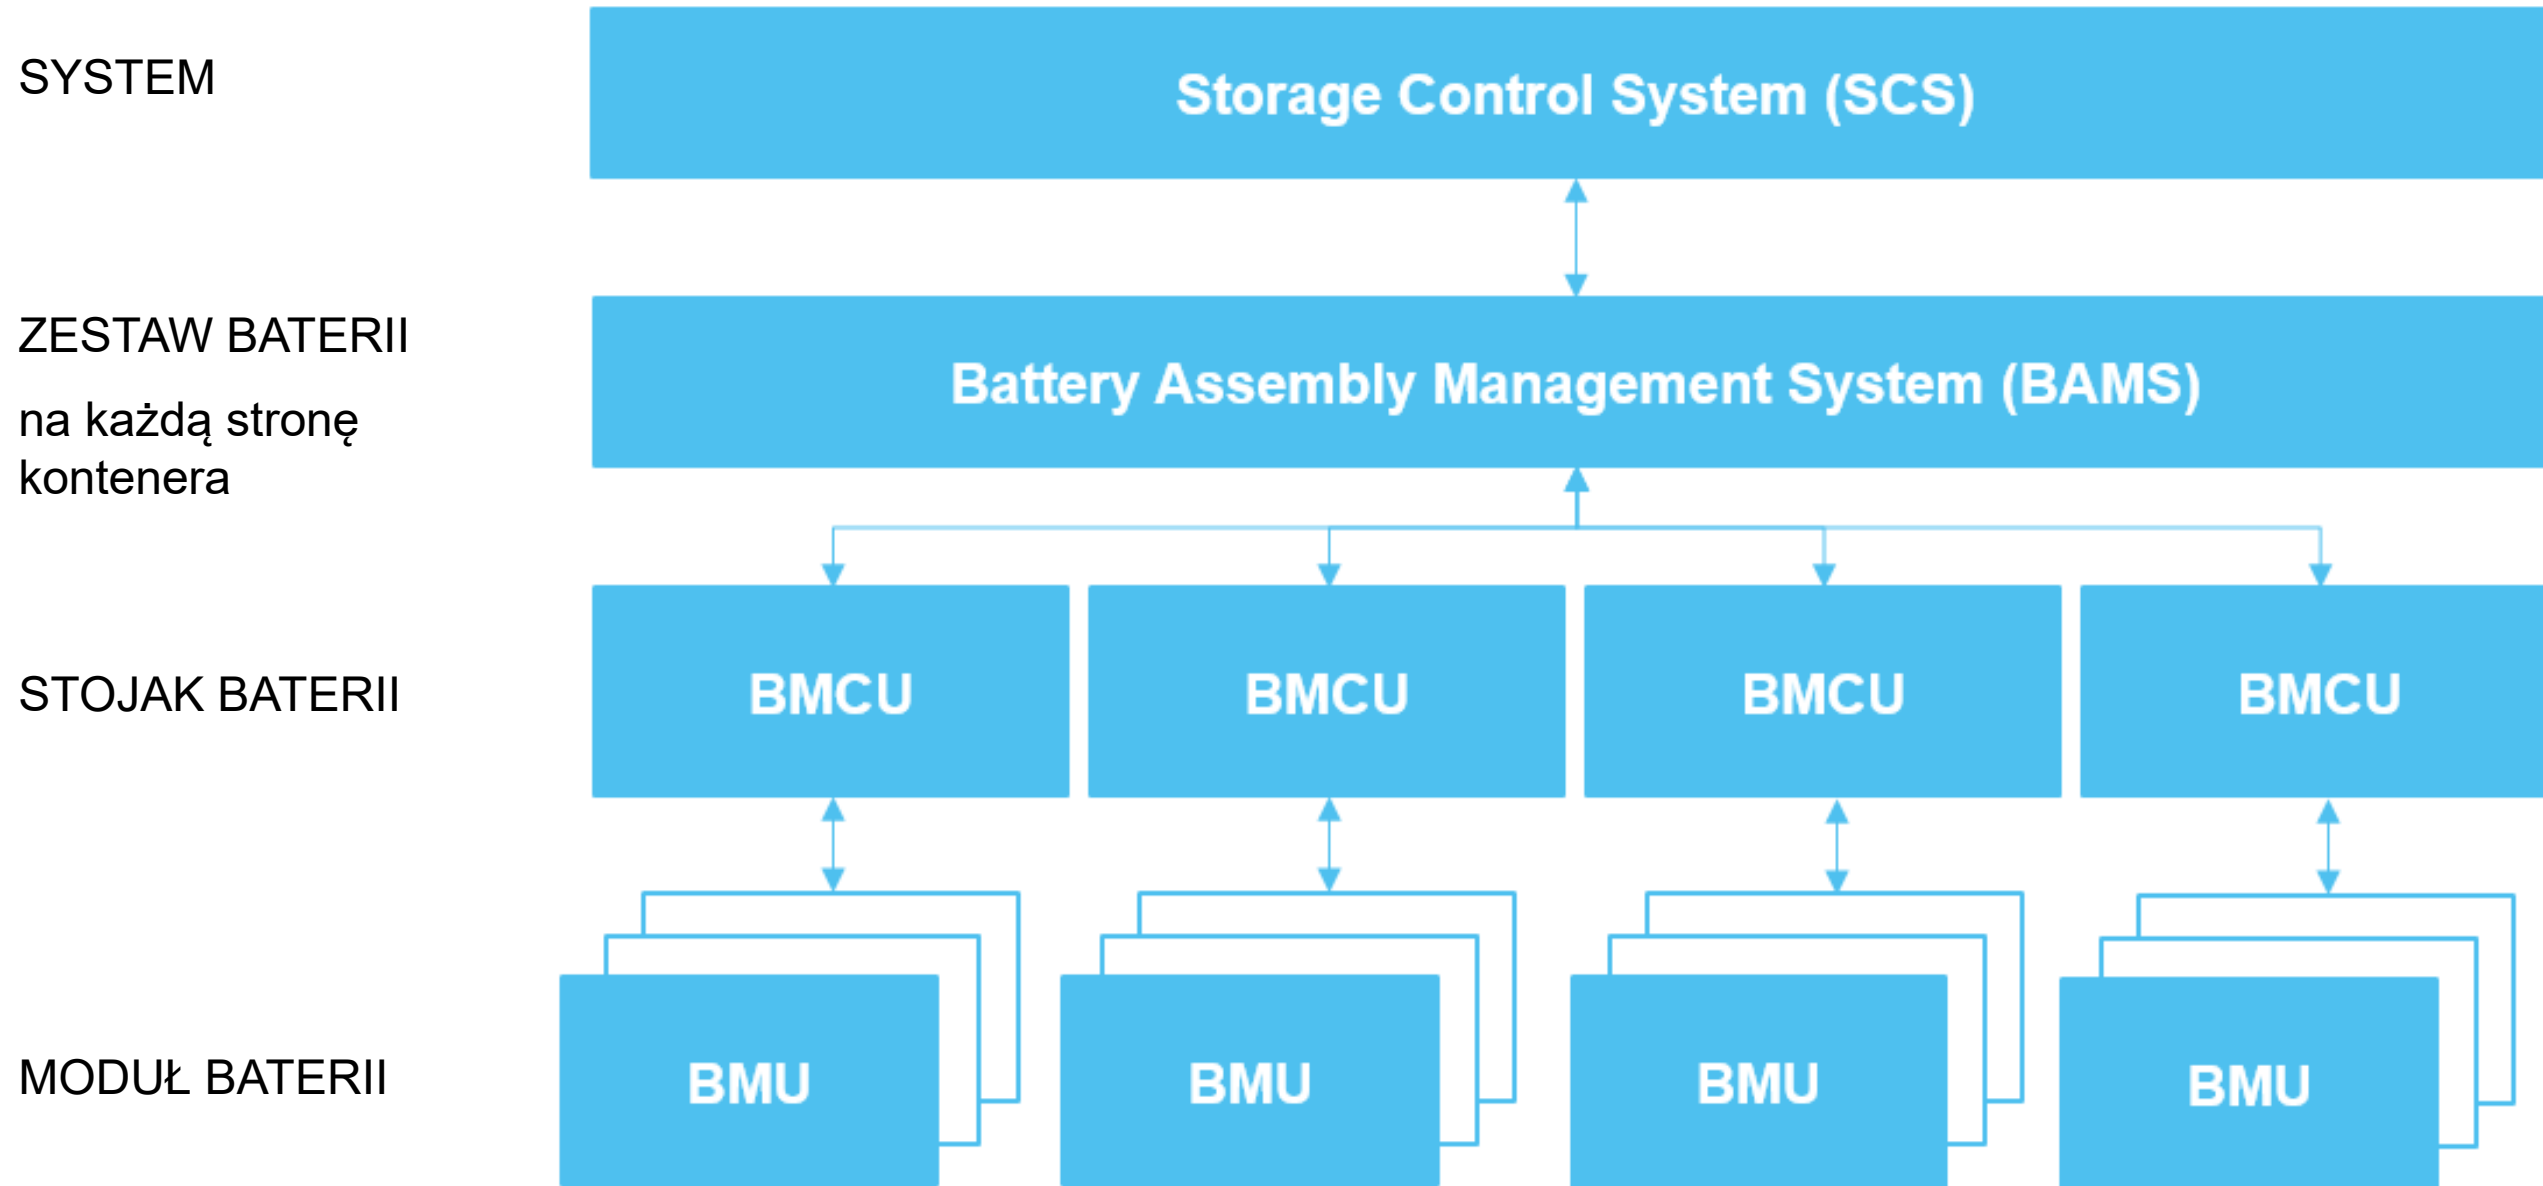 SYSTEM
Storage Control System (SCS)
ZESTAW BATERII
na każdą stronę
kontenera
Battery Assembly Management System (BAMS)
STOJAK BATERII
BMCU
BMCU
BMCU
BMCU
MODUŁ BATERII
BMU
BMU
BMU
BMU